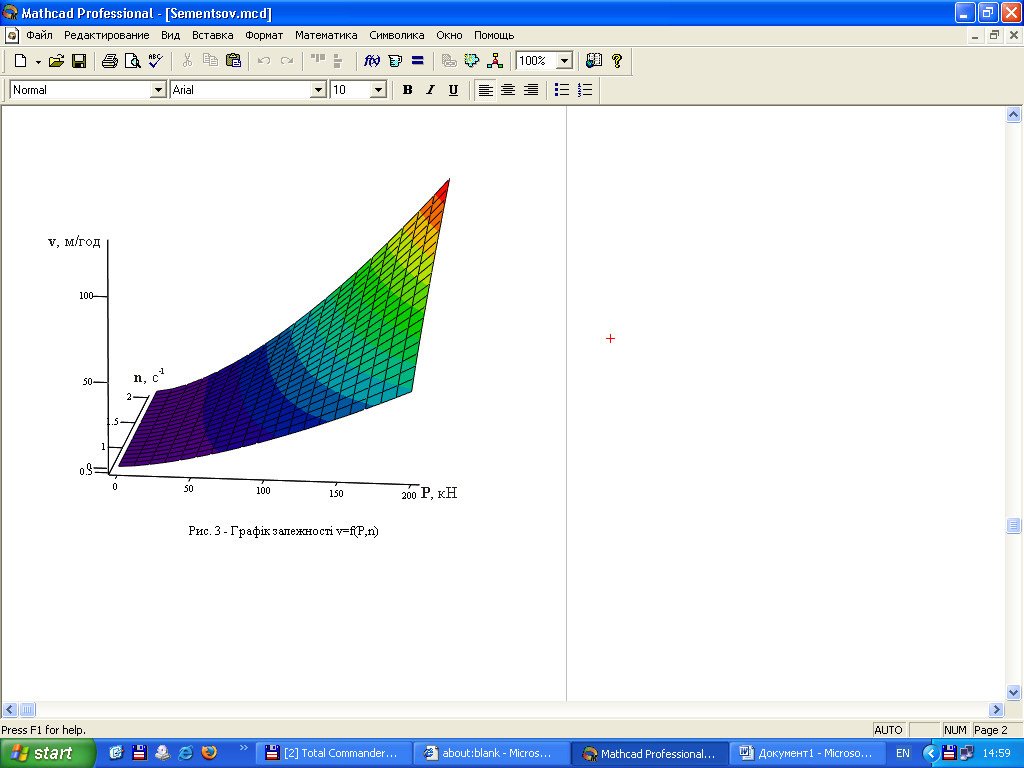 Mathcad Professional - [Sementsov.mcd]
Файл Редактирование Вид Вставка Формат Математика Символика Окно Помощь
ABC f(x) = 100% ?
Normal Arial 10 B I U
v, м/год
100
50
0
n, с-1
2
1.5
1
0.5
0 50 100 150 200 P, кН
Рис. 3 - Графік залежності v=f(P,n)
Press F1 for help. AUTO NUM Page 2
start [2] Total Commander... about:blank - Micros... Mathcad Professional... Документ1 - Microso... EN 14:59